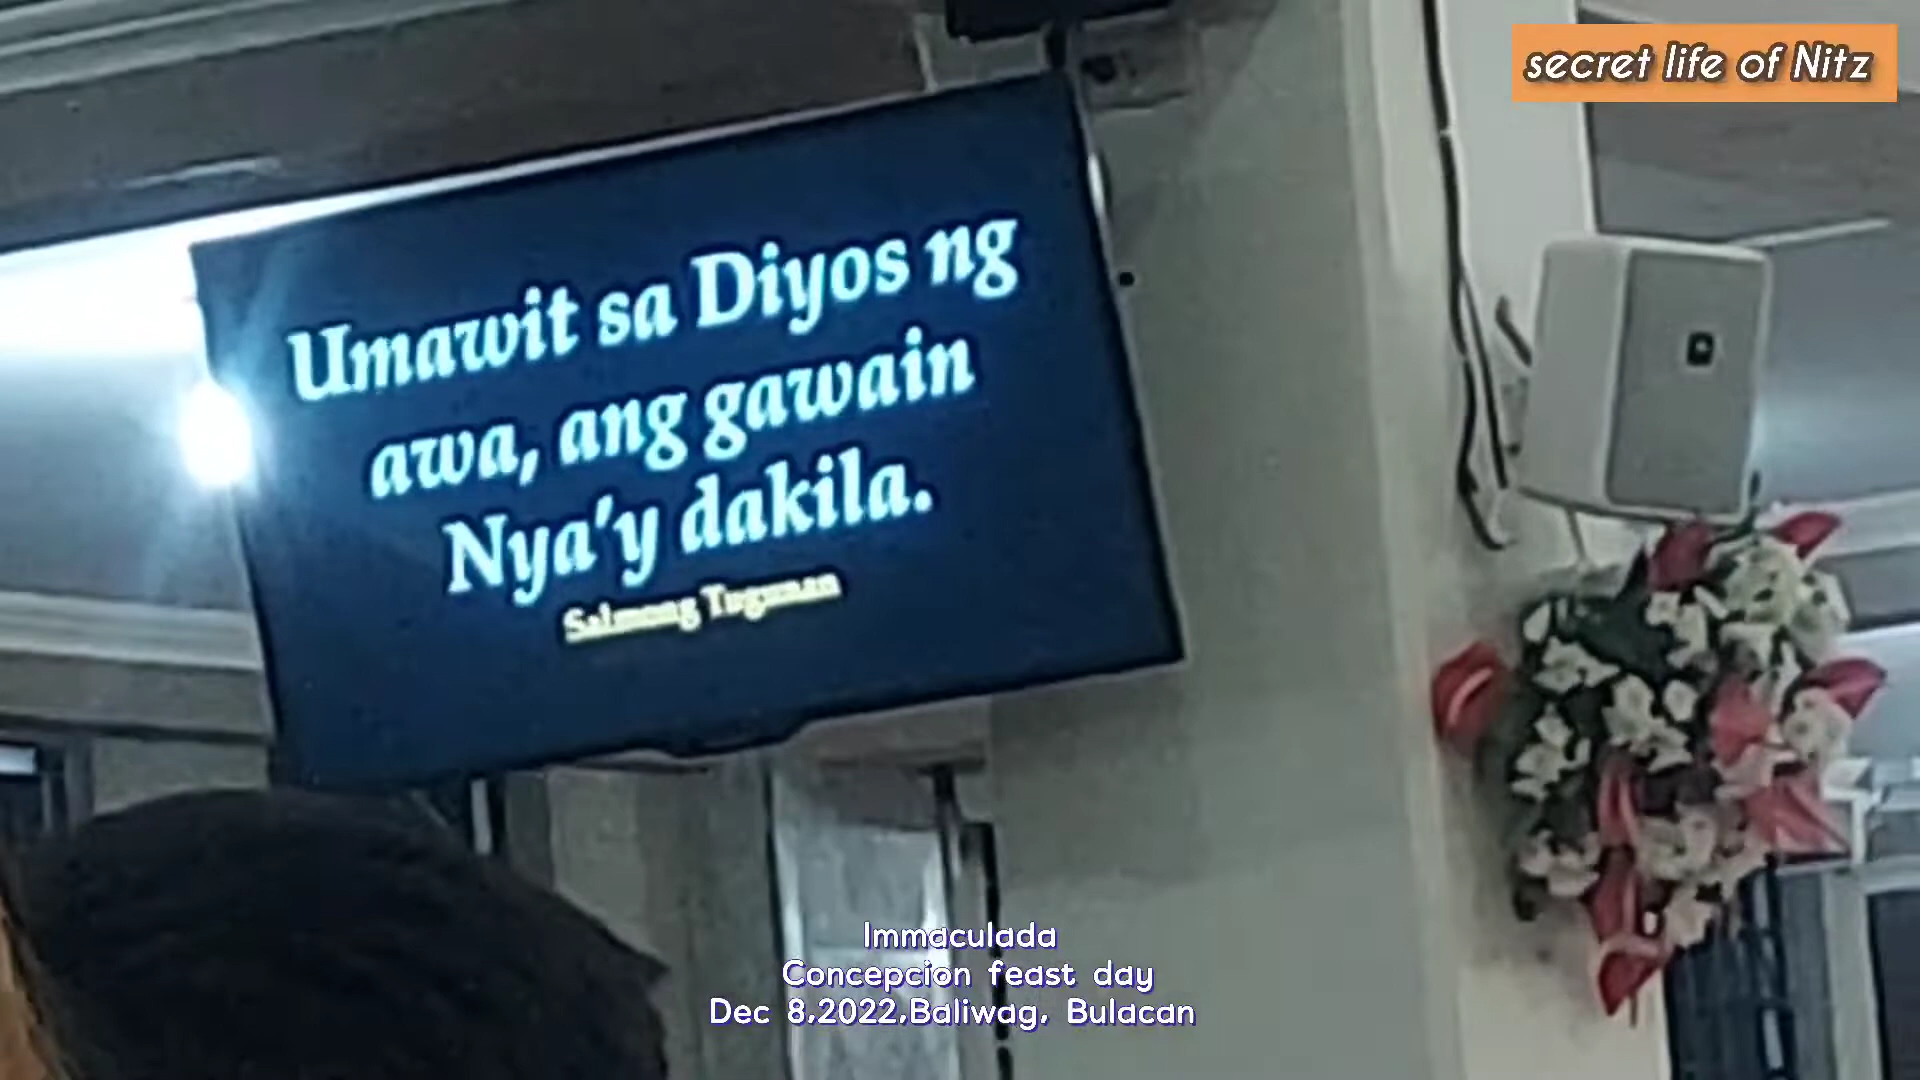 secret life of Nitz
Umawit sa Diyos ng
awa, ang gawain
Nya'y dakila.
Salmong Tugunan
Immaculada
Concepcion feast day
Dec 8,2022,Baliwag, Bulacan